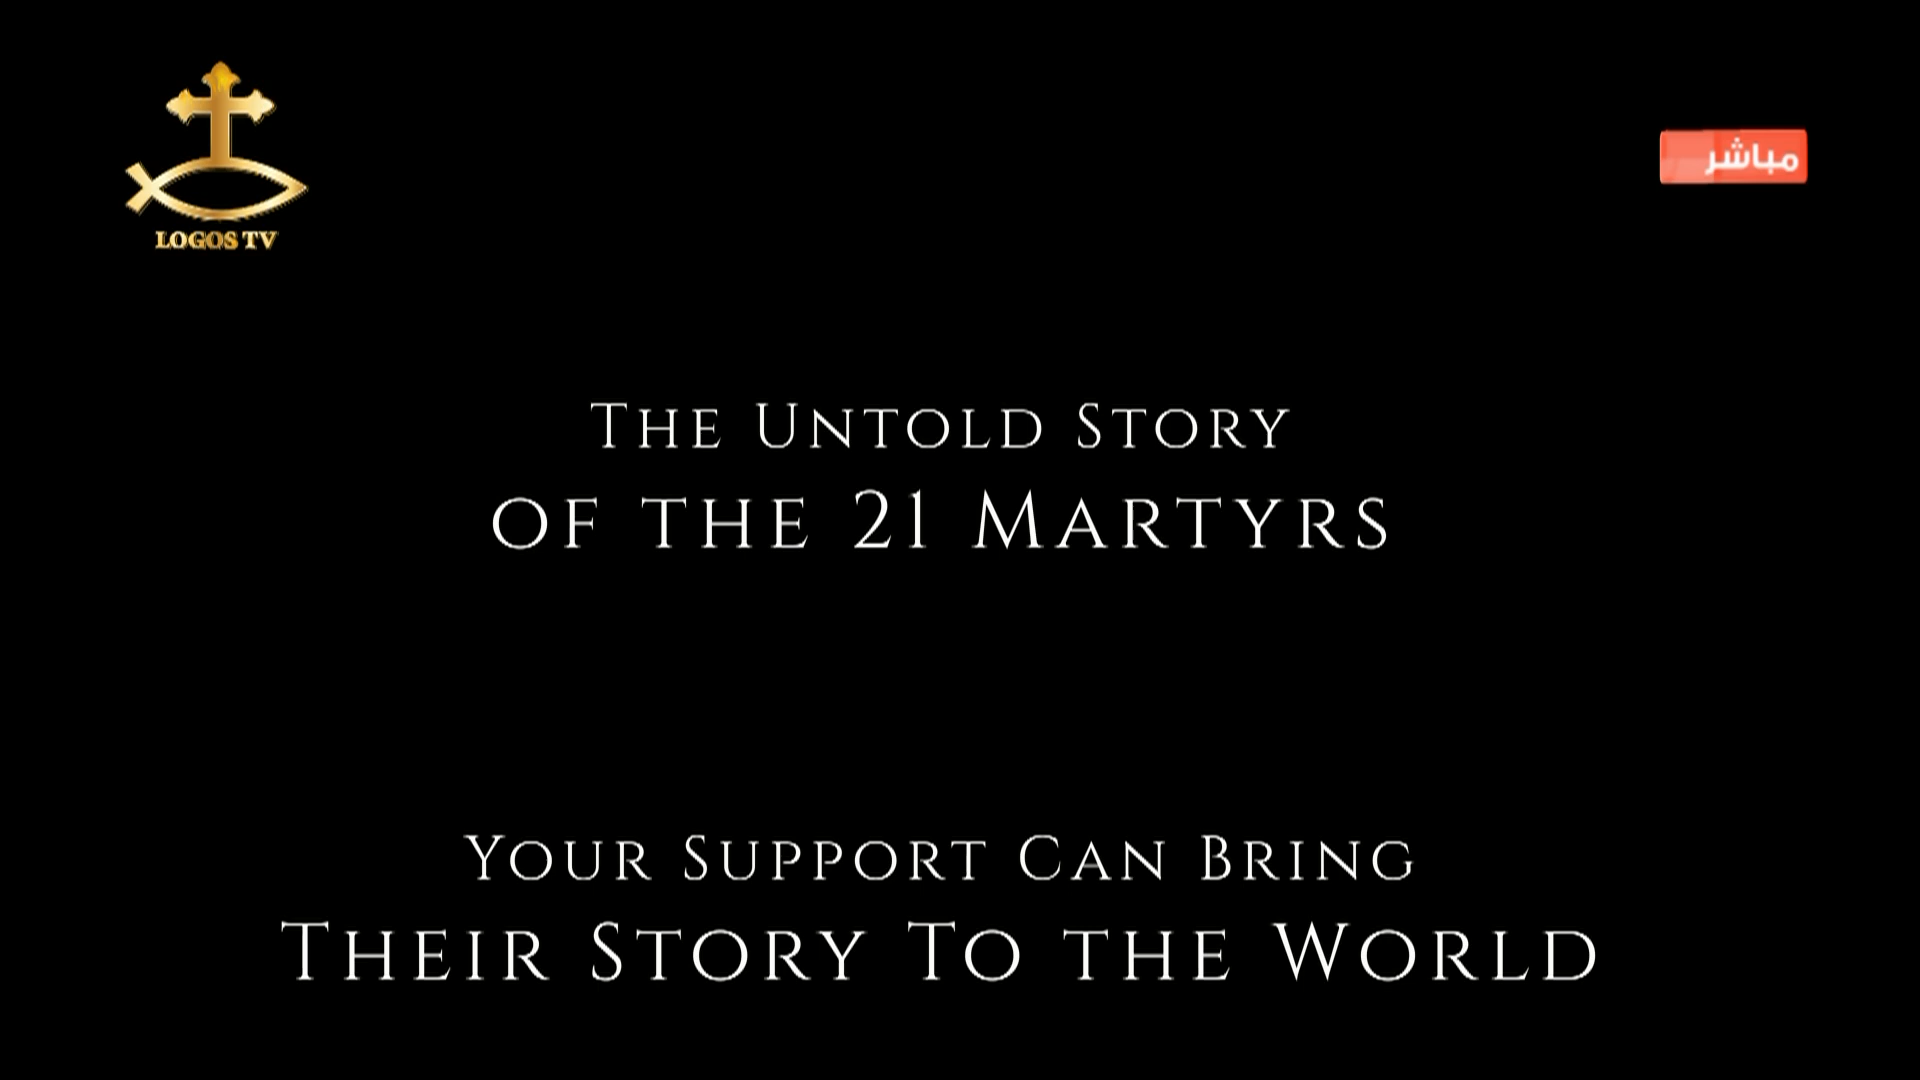 LOGOS TV
مباشر
The Untold Story
of the 21 Martyrs
Your Support Can Bring
Their Story To the World